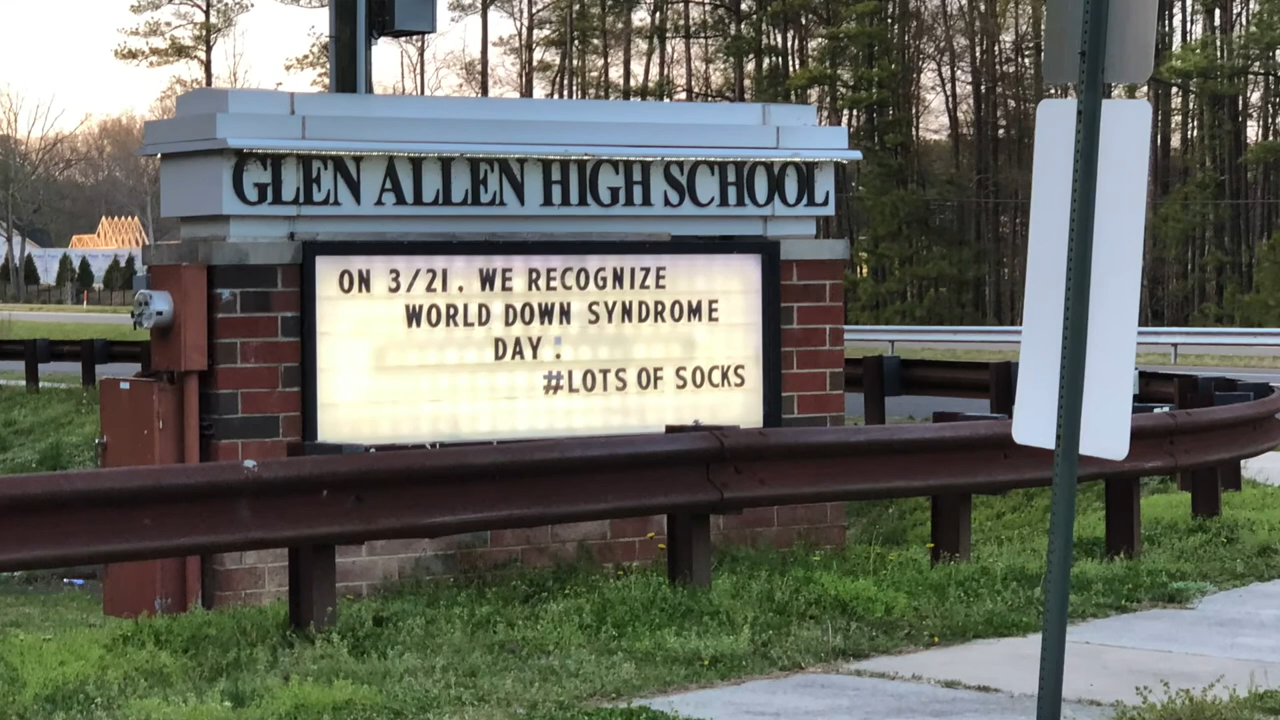 GLEN ALLEN HIGH SCHOOL
ON 3/21, WE RECOGNIZE
WORLD DOWN SYNDROME
DAY:
#LOTS OF SOCKS